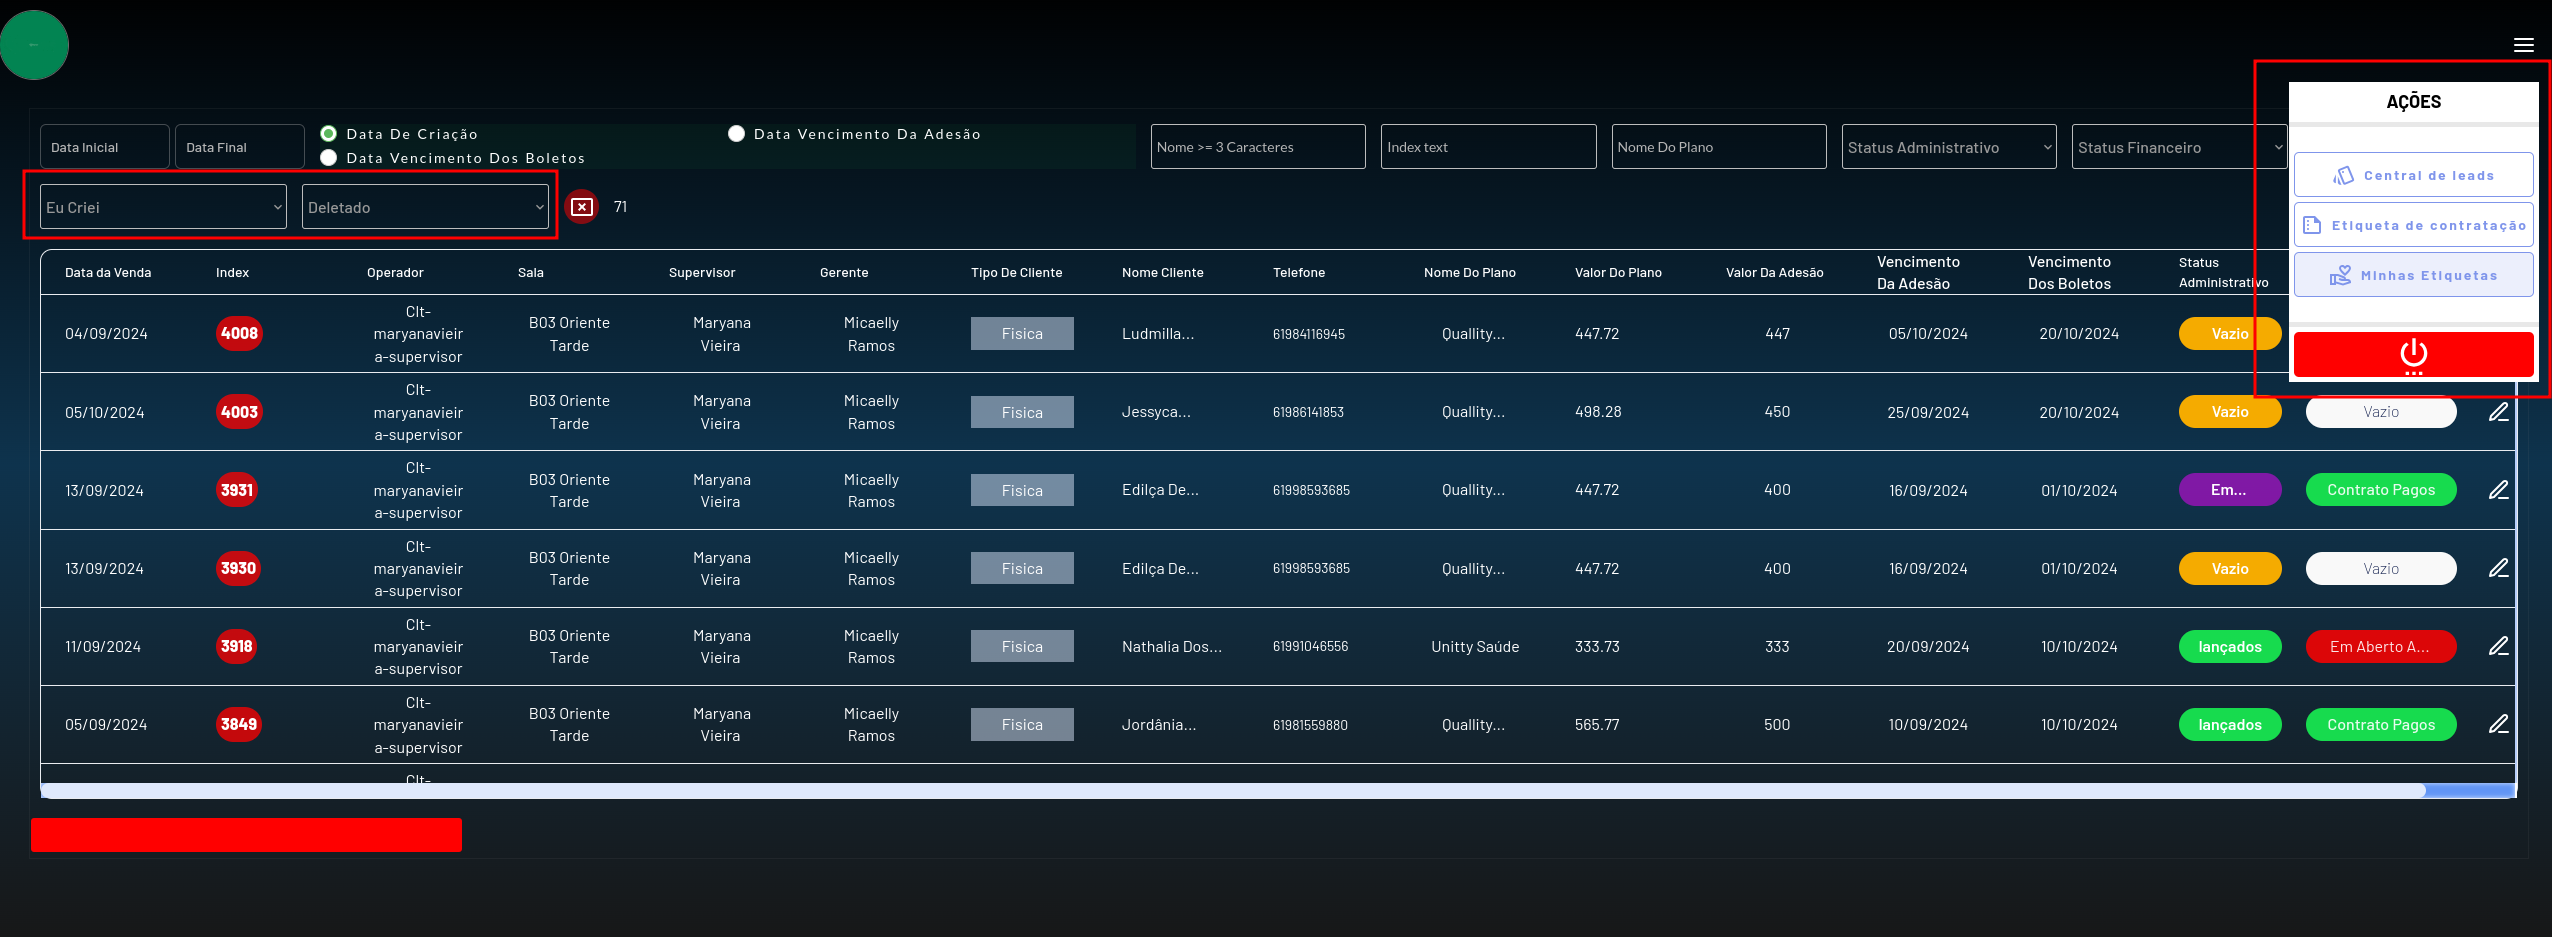 ←
AÇÕES
Central de leads
Etiqueta de contratação
Minhas Etiquetas
Data Inicial
Data Final
Data De Criação
Data Vencimento Da Adesão
Data Vencimento Dos Boletos
Nome >= 3 Caracteres
Index text
Nome Do Plano
Status Administrativo
Status Financeiro
Eu Criei
Deletado
71
Data da Venda Index Operador Sala Supervisor Gerente Tipo De Cliente Nome Cliente Telefone Nome Do Plano Valor Do Plano Valor Da Adesão Vencimento Da Adesão Vencimento Dos Boletos Status Administrativo
04/09/2024 4008 Clt-maryanavieira-supervisor B03 Oriente Tarde Maryana Vieira Micaelly Ramos Fisica Ludmilla... 61984116945 Quallity... 447.72 447 05/10/2024 20/10/2024 Vazio
05/10/2024 4003 Clt-maryanavieira-supervisor B03 Oriente Tarde Maryana Vieira Micaelly Ramos Fisica Jessyca... 61986141853 Quallity... 498.28 450 25/09/2024 20/10/2024 Vazio Vazio
13/09/2024 3931 Clt-maryanavieira-supervisor B03 Oriente Tarde Maryana Vieira Micaelly Ramos Fisica Edilça De... 61998593685 Quallity... 447.72 400 16/09/2024 01/10/2024 Em... Contrato Pagos
13/09/2024 3930 Clt-maryanavieira-supervisor B03 Oriente Tarde Maryana Vieira Micaelly Ramos Fisica Edilça De... 61998593685 Quallity... 447.72 400 16/09/2024 01/10/2024 Vazio Vazio
11/09/2024 3918 Clt-maryanavieira-supervisor B03 Oriente Tarde Maryana Vieira Micaelly Ramos Fisica Nathalia Dos... 61991046556 Unitty Saúde 333.73 333 20/09/2024 10/10/2024 lançados Em Aberto A...
05/09/2024 3849 Clt-maryanavieira-supervisor B03 Oriente Tarde Maryana Vieira Micaelly Ramos Fisica Jordânia... 61981559880 Quallity... 565.77 500 10/09/2024 10/10/2024 lançados Contrato Pagos
Clt-